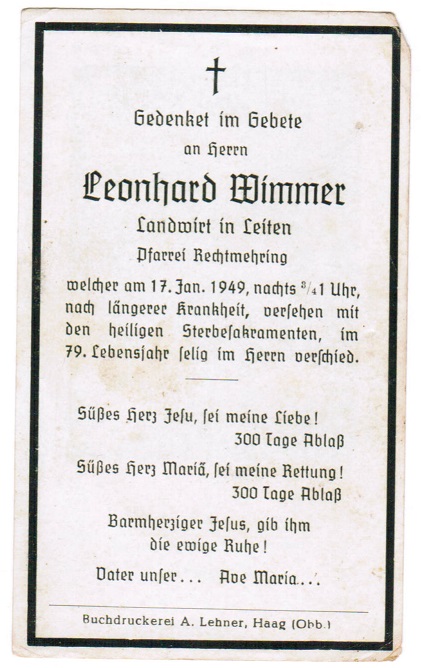 Gedenket im Gebete
an Herrn
Leonhard Wimmer
Landwirt in Leiten
Pfarrei Rechtmehring
welcher am 17. Jan. 1949, nachts ³/₄1 Uhr,
nach längerer Krankheit, versehen mit
den heiligen Sterbesakramenten, im
79. Lebensjahr selig im Herrn verschied.
Süßes Herz Jesu, sei meine Liebe!
300 Tage Ablaß
Süßes Herz Mariä, sei meine Rettung!
300 Tage Ablaß
Barmherziger Jesus, gib ihm
die ewige Ruhe!
Vater unser... Ave Maria...
Buchdruckerei A. Lehner, Haag (Obb.)